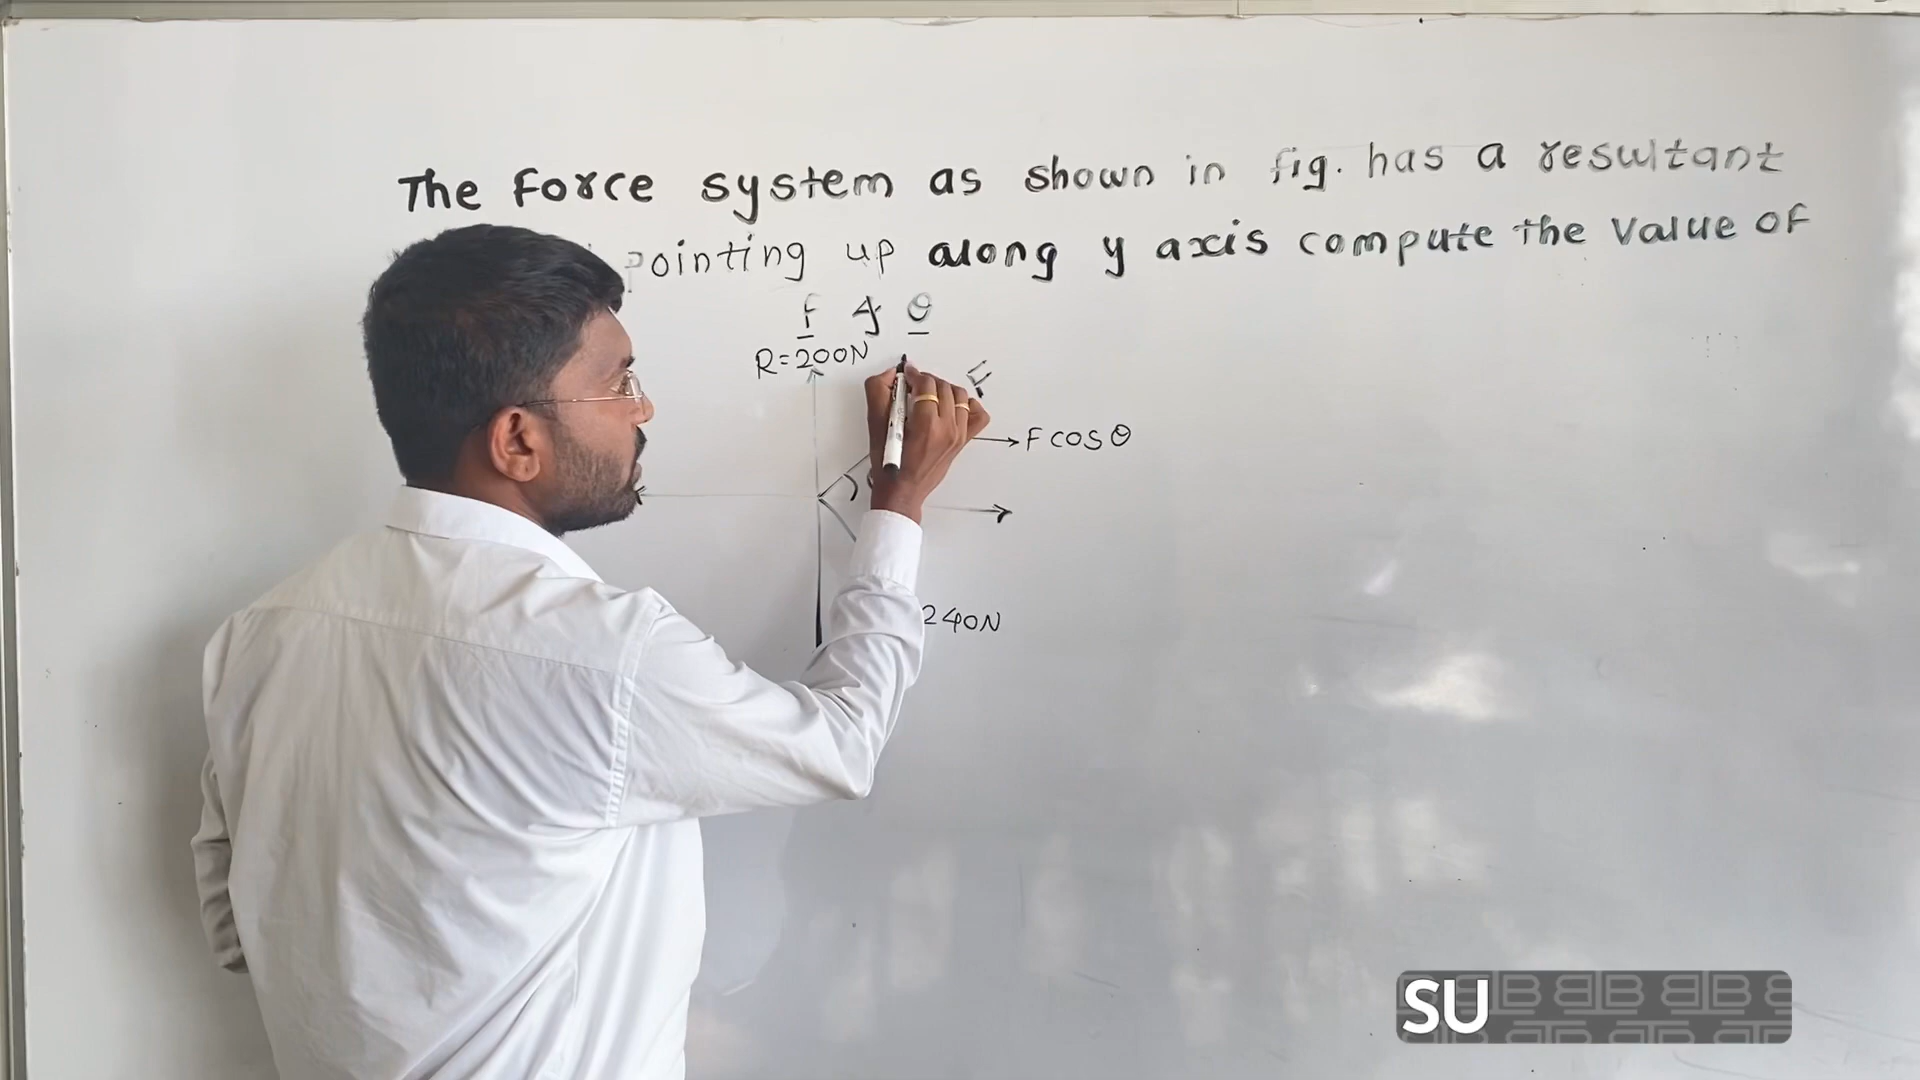 The Force system as shown in fig. has a resultant
pointing up along y axis compute the value of
F & θ
R=200N
F
F cos θ
240N
SU